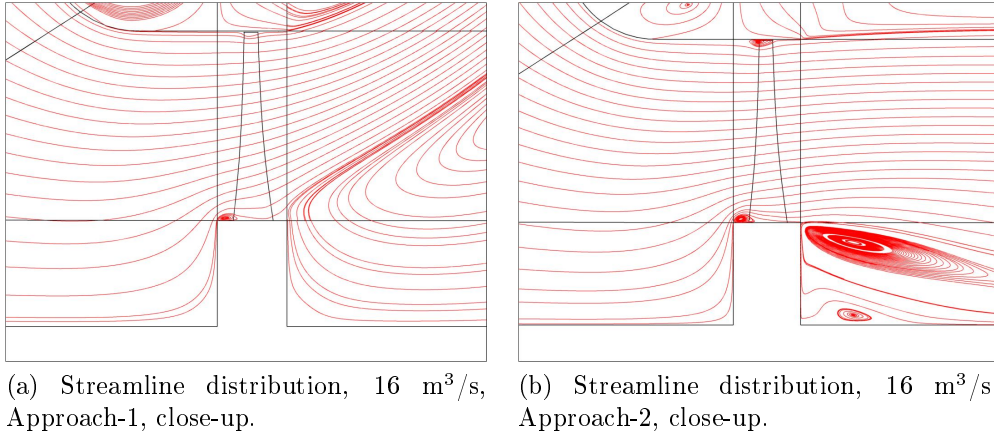 (a) Streamline distribution, 16 m³/s,
Approach-1, close-up.
(b) Streamline distribution, 16 m³/s
Approach-2, close-up.